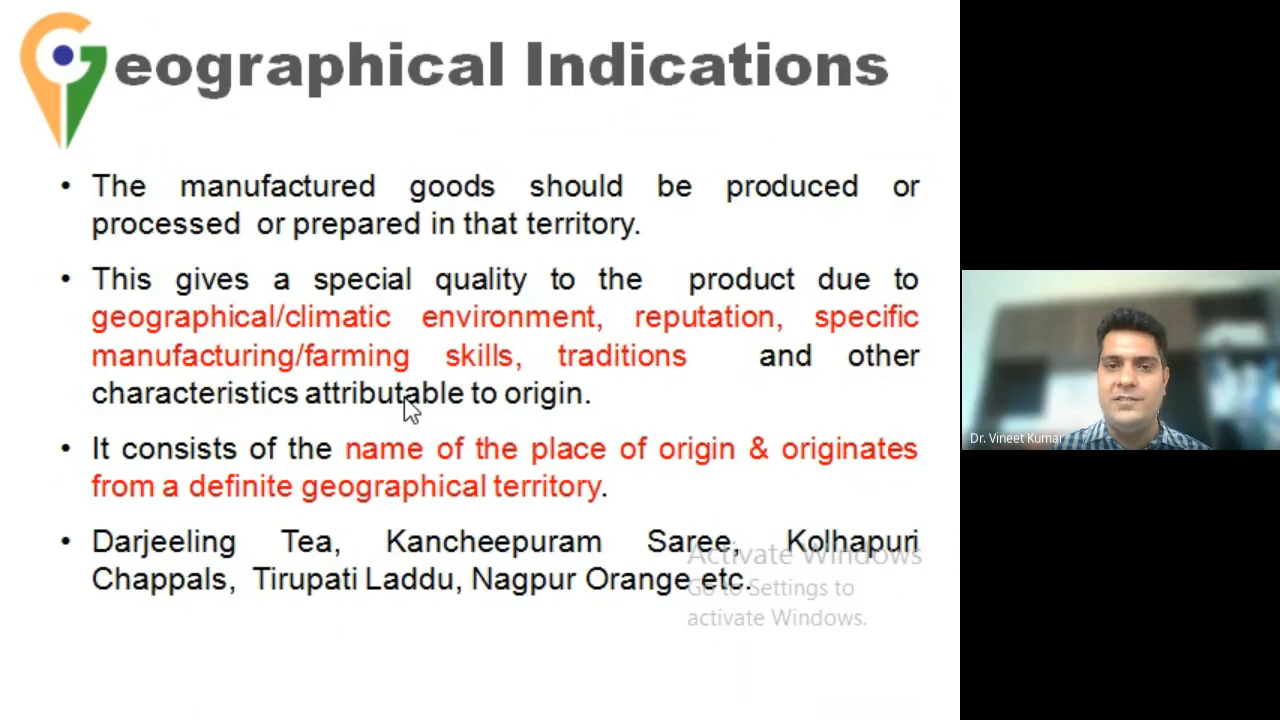 Geographical Indications
• The manufactured goods should be produced or
processed or prepared in that territory.
• This gives a special quality to the product due to
geographical/climatic environment, reputation, specific
manufacturing/farming skills, traditions and other
characteristics attributable to origin.
• It consists of the name of the place of origin & originates
from a definite geographical territory.
• Darjeeling Tea, Kancheepuram Saree, Kolhapuri
Chappals, Tirupati Laddu, Nagpur Orange etc.
Activate Windows
Go to Settings to
activate Windows.
Dr. Vineet Kumar